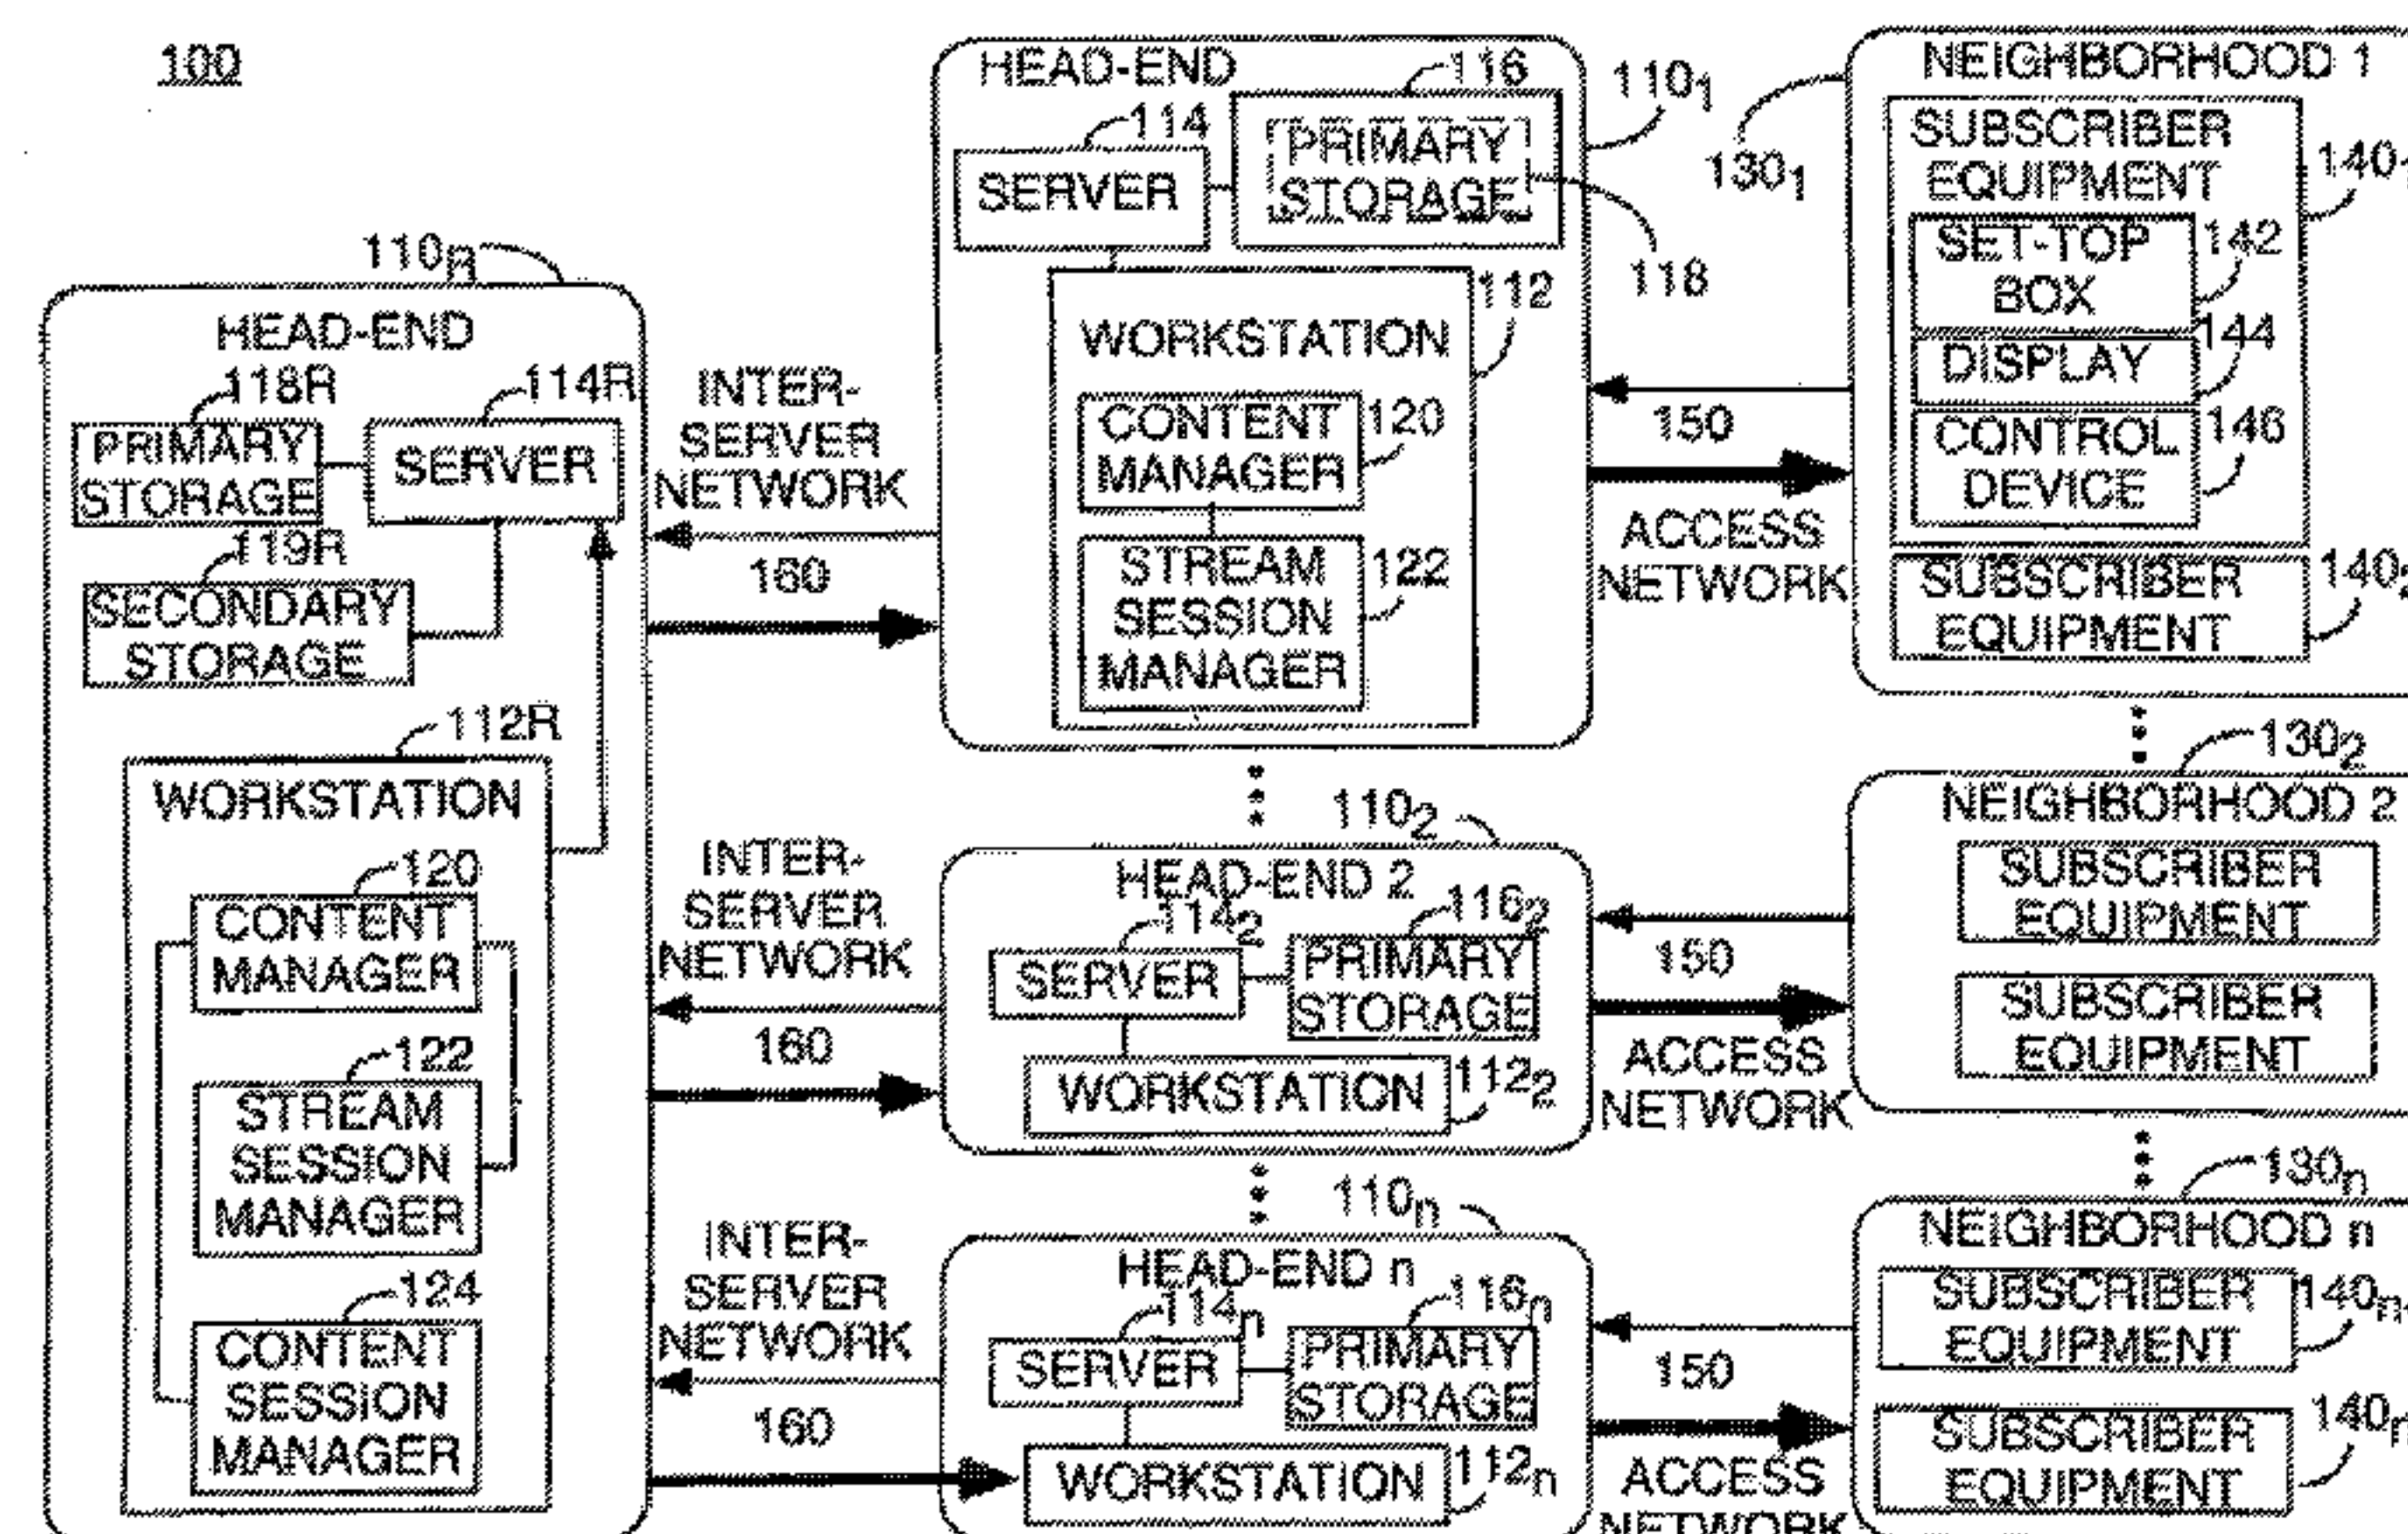 100
110R
HEAD-END
118R
114R
PRIMARY
STORAGE
SERVER
119R
SECONDARY
STORAGE
112R
WORKSTATION
120
CONTENT
MANAGER
122
STREAM
SESSION
MANAGER
124
CONTENT
SESSION
MANAGER
INTER-
SERVER
NETWORK
160
INTER-
SERVER
NETWORK
160
INTER-
SERVER
NETWORK
160
HEAD-END
116
110₁
114
PRIMARY
STORAGE
SERVER
118
112
WORKSTATION
CONTENT
MANAGER
120
STREAM
SESSION
MANAGER
122
110₂
HEAD-END 2
114₂
116₂
SERVER
PRIMARY
STORAGE
WORKSTATION
112₂
110n
HEAD-END n
114n
116n
SERVER
PRIMARY
STORAGE
WORKSTATION
112n
150
ACCESS
NETWORK
150
ACCESS
NETWORK
150
ACCESS
NETWORK
130₁
NEIGHBORHOOD 1
SUBSCRIBER
EQUIPMENT
140₁
SET-TOP
BOX
142
144
DISPLAY
CONTROL
DEVICE
146
SUBSCRIBER
EQUIPMENT
140₂
130₂
NEIGHBORHOOD 2
SUBSCRIBER
EQUIPMENT
SUBSCRIBER
EQUIPMENT
130n
NEIGHBORHOOD n
SUBSCRIBER
EQUIPMENT
140n
SUBSCRIBER
EQUIPMENT
140n